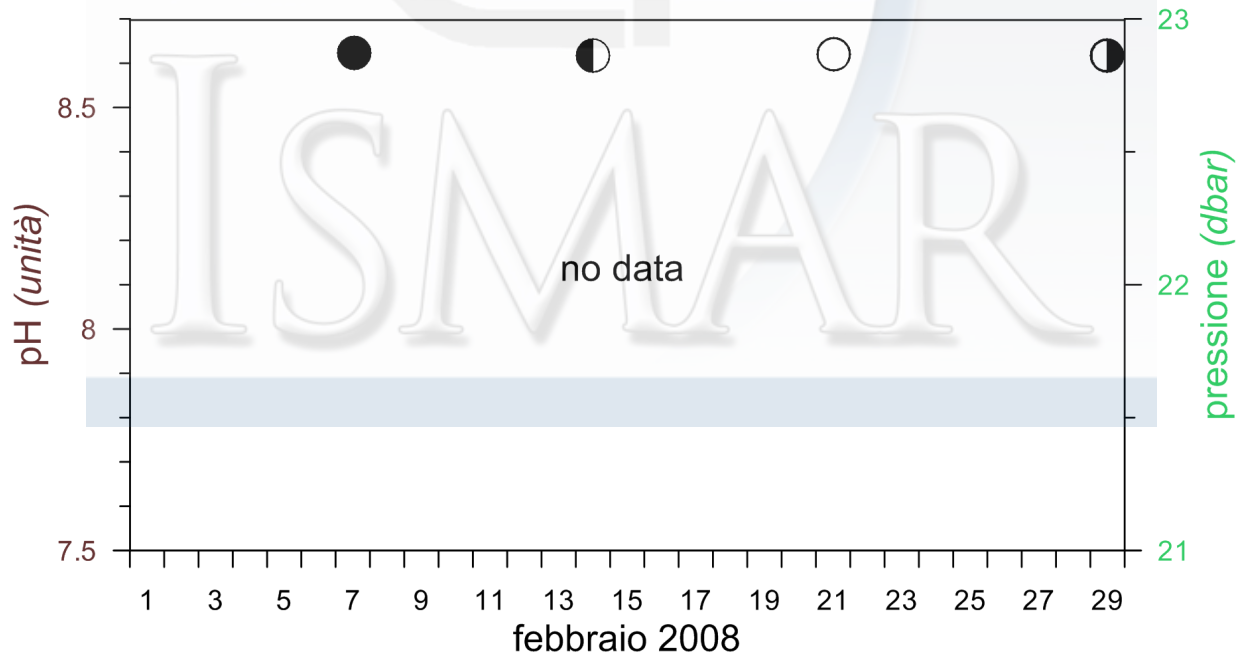 23
8.5
ISMAR
no data
pH (unità)
22
pressione (dbar)
8
7.5
21
1 3 5 7 9 11 13 15 17 19 21 23 25 27 29
febbraio 2008